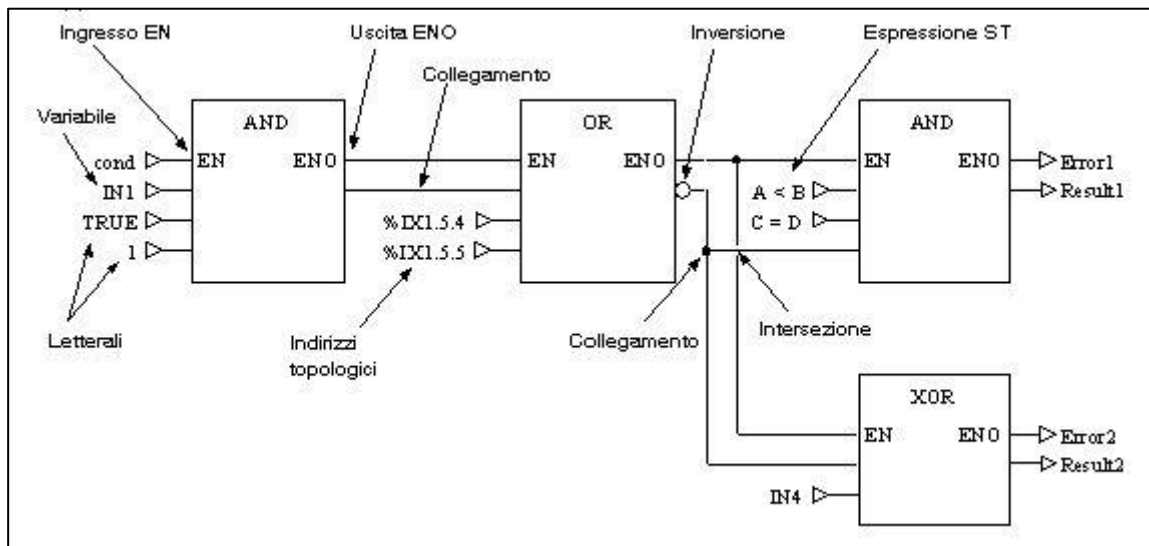 Ingresso EN
Uscita ENO
Inversione
Espressione ST
Collegamento
Variabile
AND
OR
AND
cond
EN
ENO
EN
ENO
EN
ENO
Error1
IN1
A < B
Result1
TRUE
%IX1.5.4
C = D
1
%IX1.5.5
Letterali
Indirizzi
topologici
Collegamento
Intersezione
XOR
EN
ENO
Error2
Result2
IN4